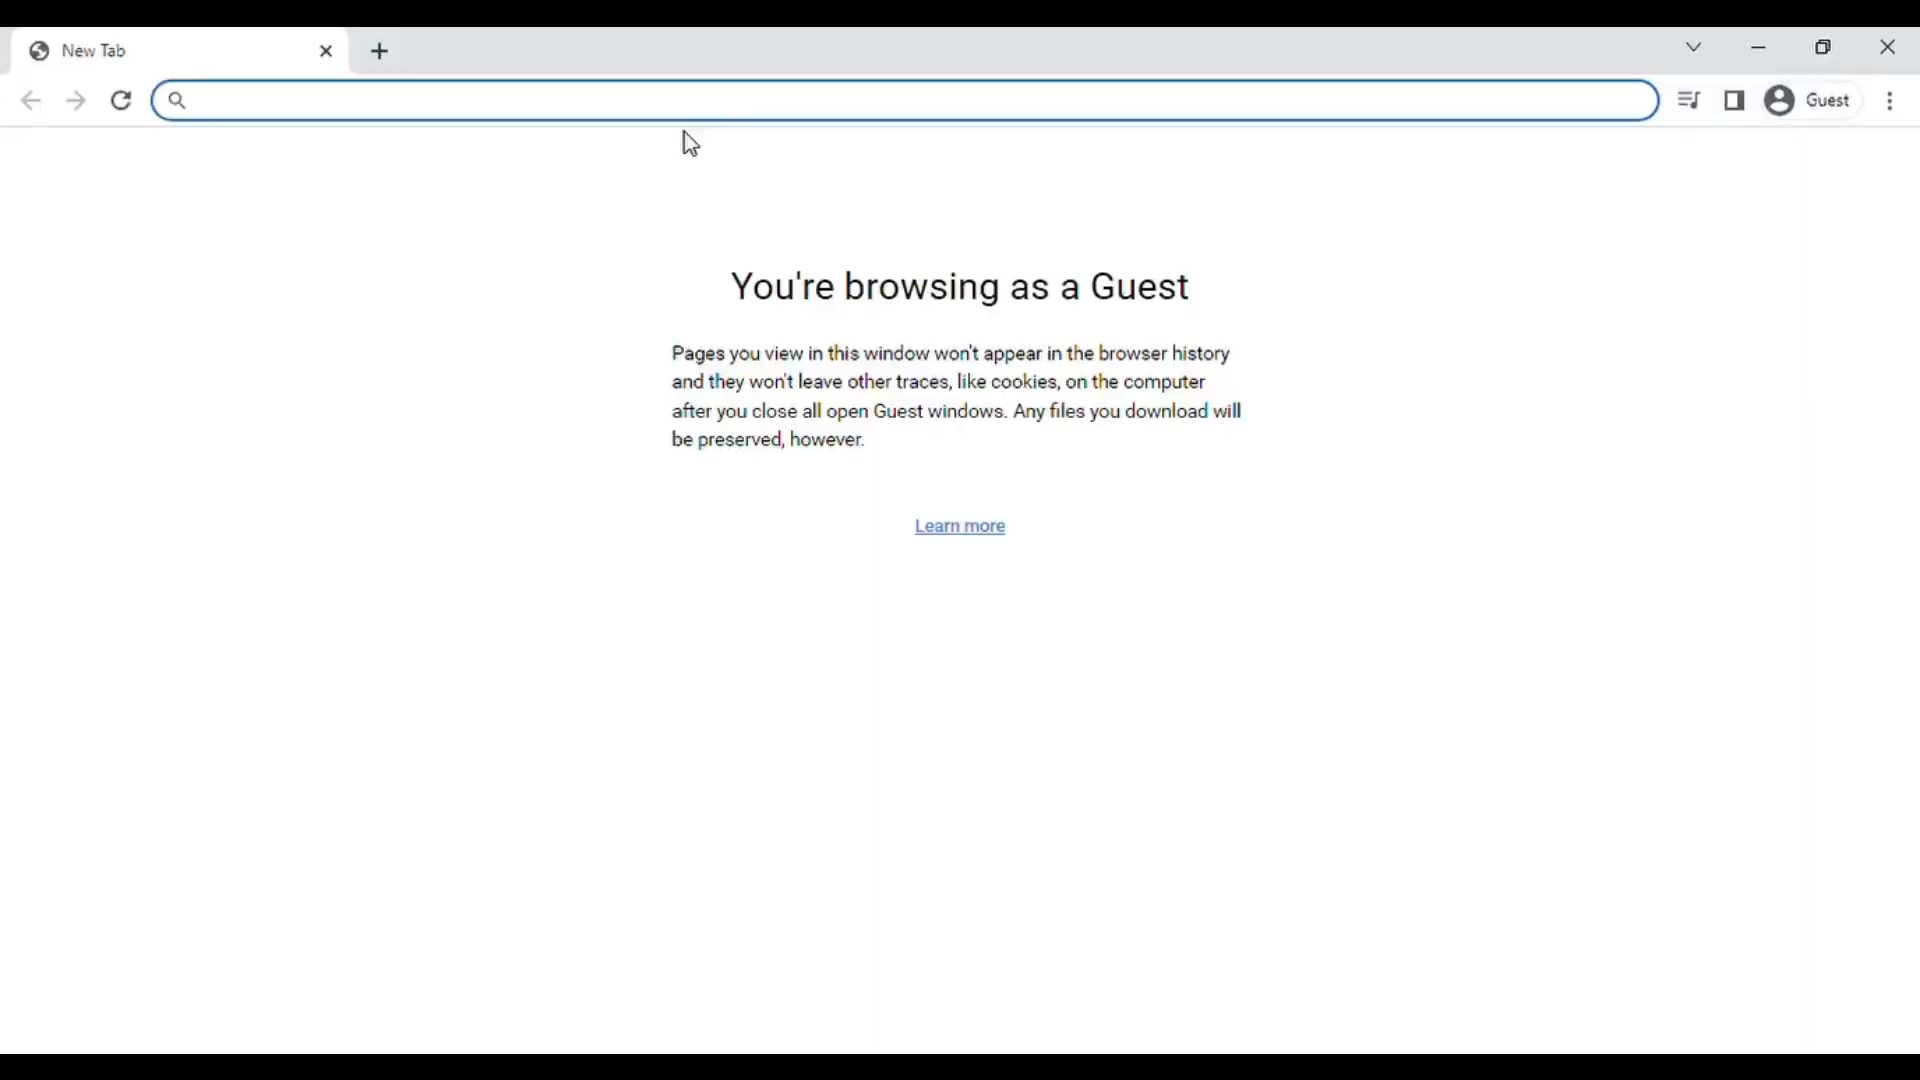 New Tab
Guest
You're browsing as a Guest
Pages you view in this window won't appear in the browser history
and they won't leave other traces, like cookies, on the computer
after you close all open Guest windows. Any files you download will
be preserved, however.
Learn more